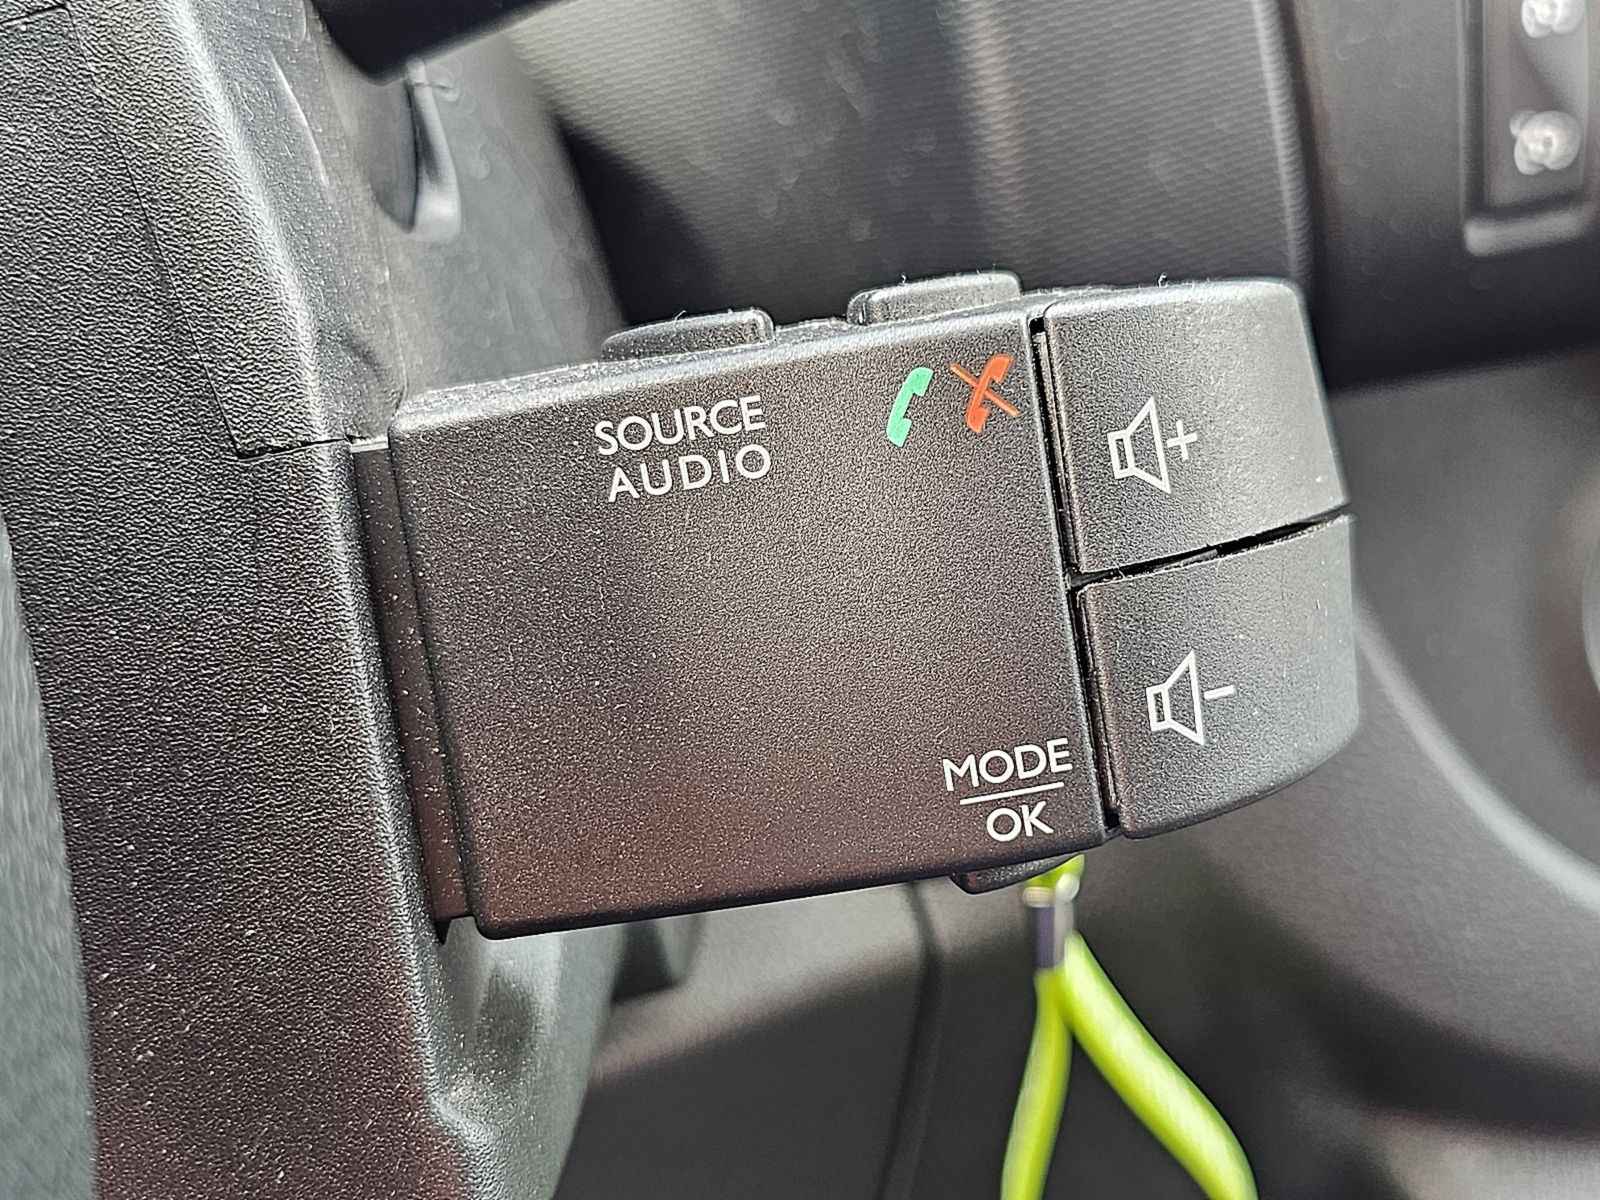 SOURCE
AUDIO
+
-
MODE
OK